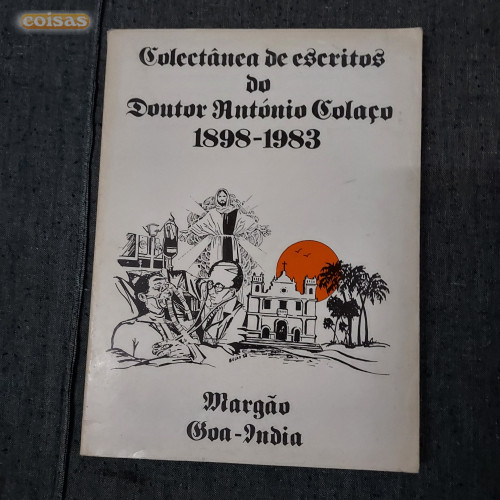 coisas
Colectânea de escritos
do
Doutor António Colaço
1898-1983
Margão
Goa-India